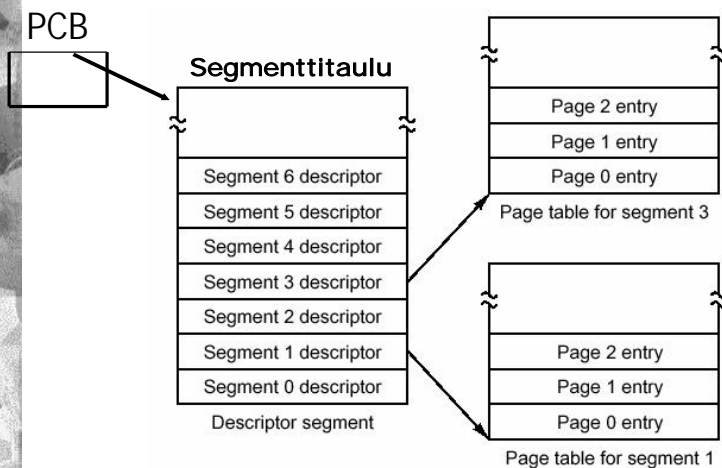 PCB
Segmenttitaulu
Segment 6 descriptor
Segment 5 descriptor
Segment 4 descriptor
Segment 3 descriptor
Segment 2 descriptor
Segment 1 descriptor
Segment 0 descriptor
Descriptor segment
Page 2 entry
Page 1 entry
Page 0 entry
Page table for segment 3
Page 2 entry
Page 1 entry
Page 0 entry
Page table for segment 1